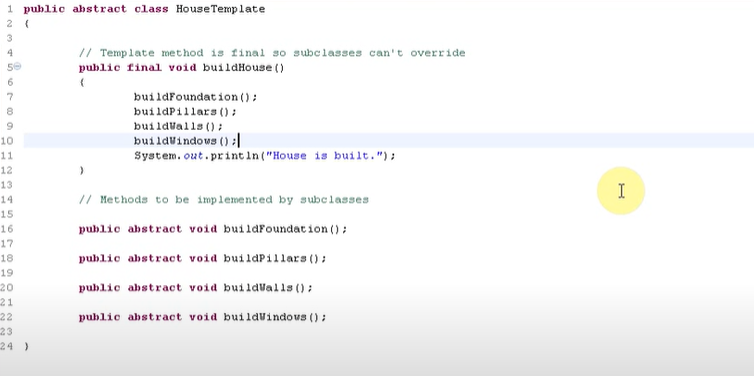 1 public abstract class HouseTemplate
2 {
3
4 // Template method is final so subclasses can't override
5 public final void buildHouse()
6 {
7 buildFoundation();
8 buildPillars();
9 buildWalls();
10 buildWindows();
11 System.out.println("House is built.");
12 }
13
14 // Methods to be implemented by subclasses
15
16 public abstract void buildFoundation();
17
18 public abstract void buildPillars();
19
20 public abstract void buildWalls();
21
22 public abstract void buildWindows();
23
24 }